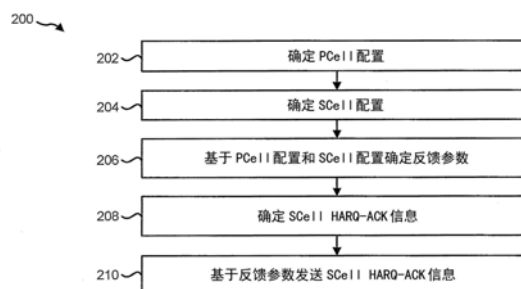 200
202 确定 PCell 配置
204 确定 SCell 配置
206 基于 PCell 配置和 SCell 配置确定反馈参数
208 确定 SCell HARQ-ACK 信息
210 基于反馈参数发送 SCell HARQ-ACK 信息